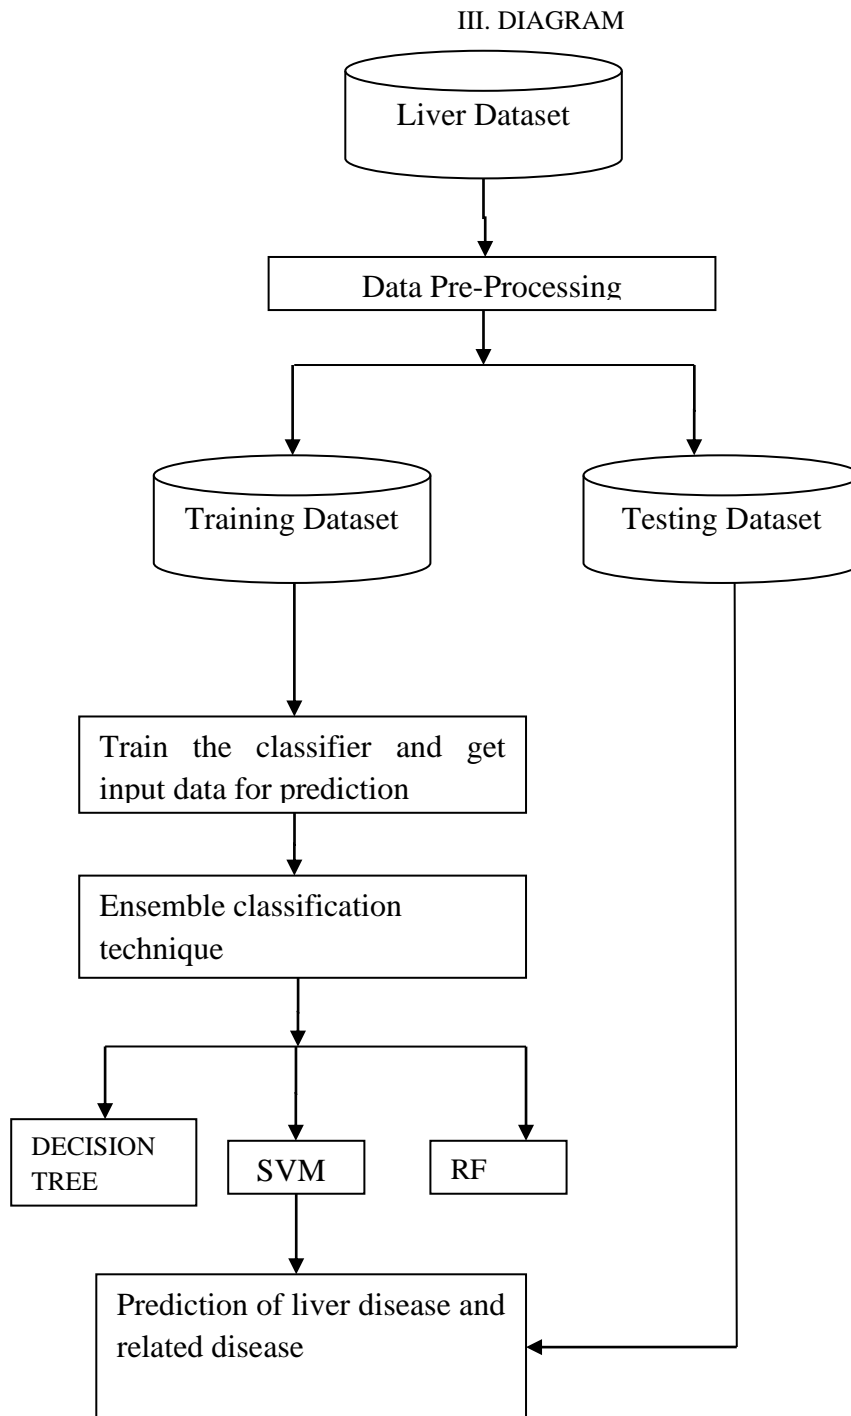 III. DIAGRAM
Liver Dataset
Data Pre-Processing
Training Dataset
Testing Dataset
Train the classifier and get
input data for prediction
Ensemble classification
technique
DECISION
TREE
SVM
RF
Prediction of liver disease and
related disease